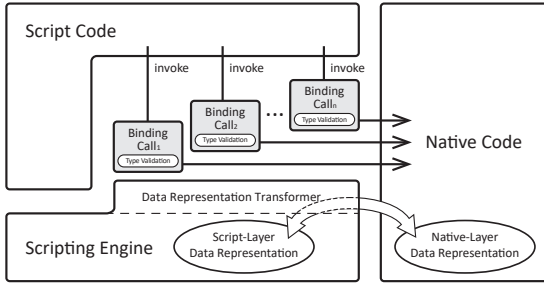 Script Code
invoke
invoke
invoke
Binding
Call₁
Type Validation
Binding
Call₂
Type Validation
...
Binding
Callₙ
Type Validation
Native Code
Data Representation Transformer
Scripting Engine
Script-Layer
Data Representation
Native-Layer
Data Representation